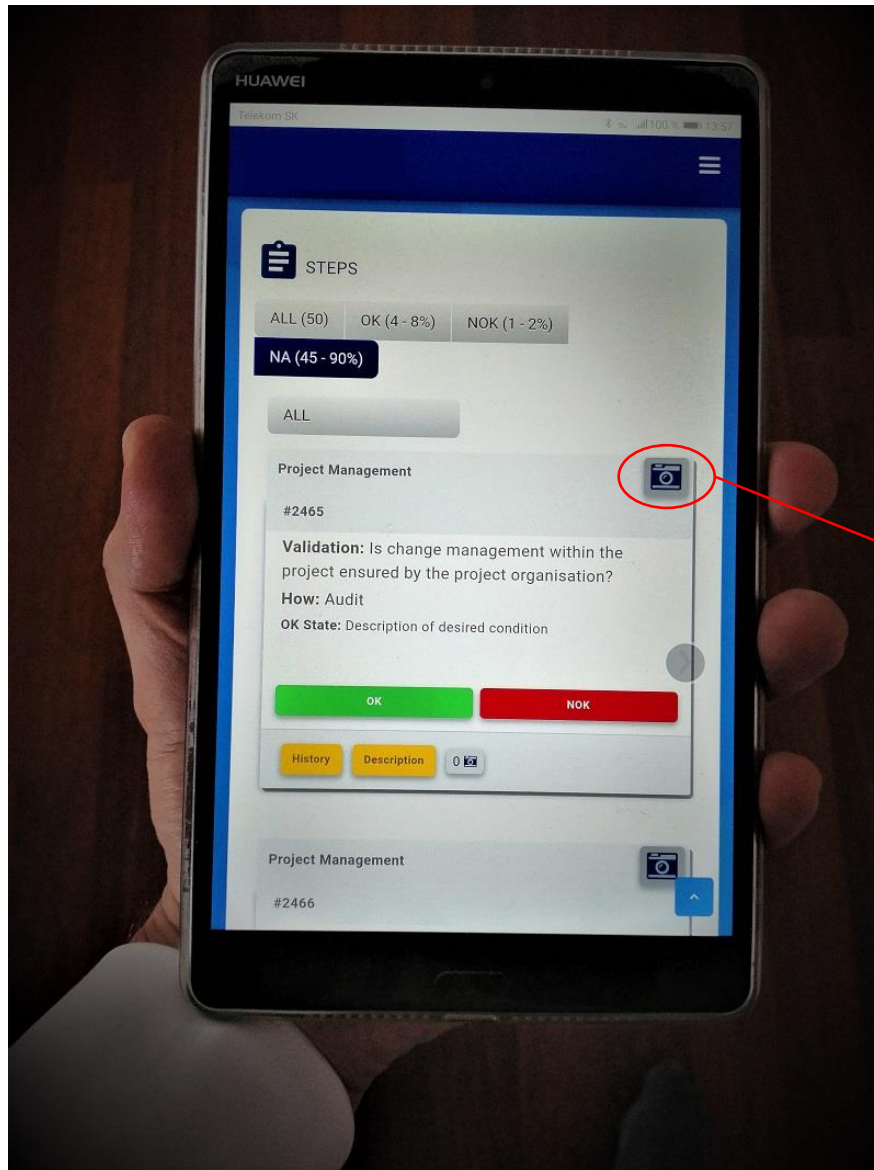 HUAWEI
Telekom SK 100 % 13:57
STEPS
ALL (50) OK (4 - 8%) NOK (1 - 2%)
NA (45 - 90%)
ALL
Project Management
#2465
Validation: Is change management within the
project ensured by the project organisation?
How: Audit
OK State: Description of desired condition
OK NOK
History Description 0
Project Management
#2466